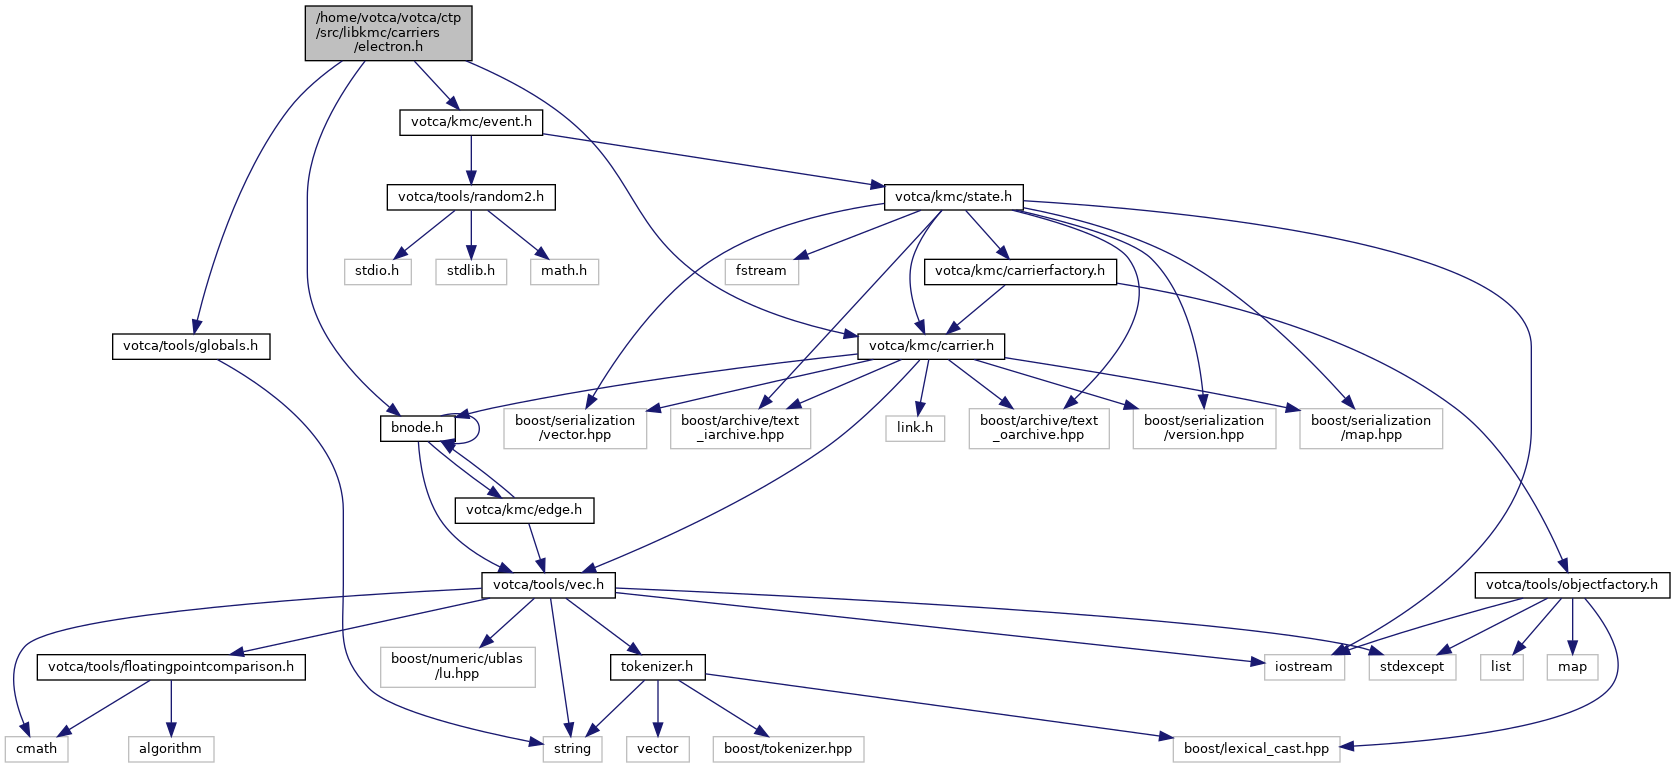 /home/votca/votca/ctp
/src/libkmc/carriers
/electron.h
votca/kmc/event.h
votca/tools/random2.h
votca/kmc/state.h
stdio.h
stdlib.h
math.h
fstream
votca/kmc/carrierfactory.h
votca/tools/globals.h
votca/kmc/carrier.h
bnode.h
boost/serialization
/vector.hpp
boost/archive/text
_iarchive.hpp
link.h
boost/archive/text
_oarchive.hpp
boost/serialization
/version.hpp
boost/serialization
/map.hpp
votca/kmc/edge.h
votca/tools/vec.h
votca/tools/objectfactory.h
votca/tools/floatingpointcomparison.h
boost/numeric/ublas
/lu.hpp
tokenizer.h
iostream
stdexcept
list
map
cmath
algorithm
string
vector
boost/tokenizer.hpp
boost/lexical_cast.hpp